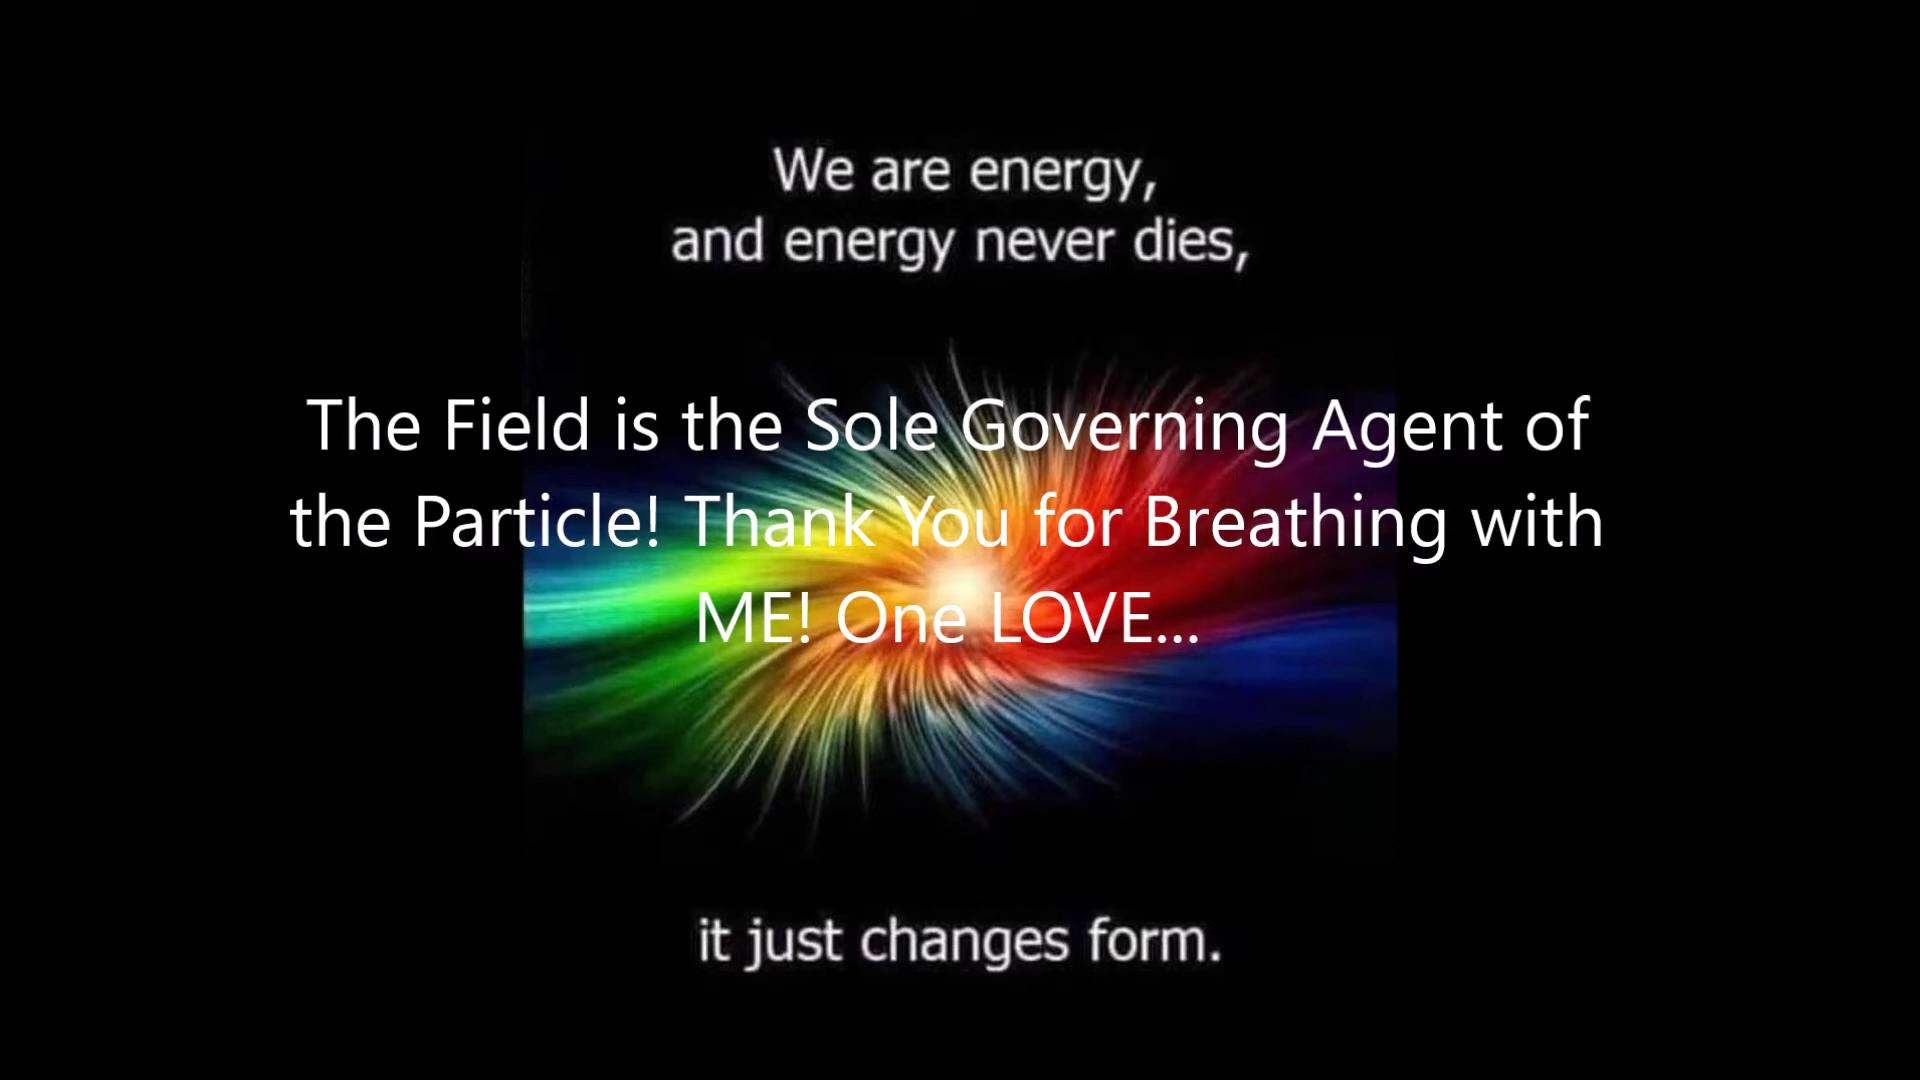 We are energy,
and energy never dies,
The Field is the Sole Governing Agent of
the Particle! Thank You for Breathing with
ME! One LOVE...
it just changes form.